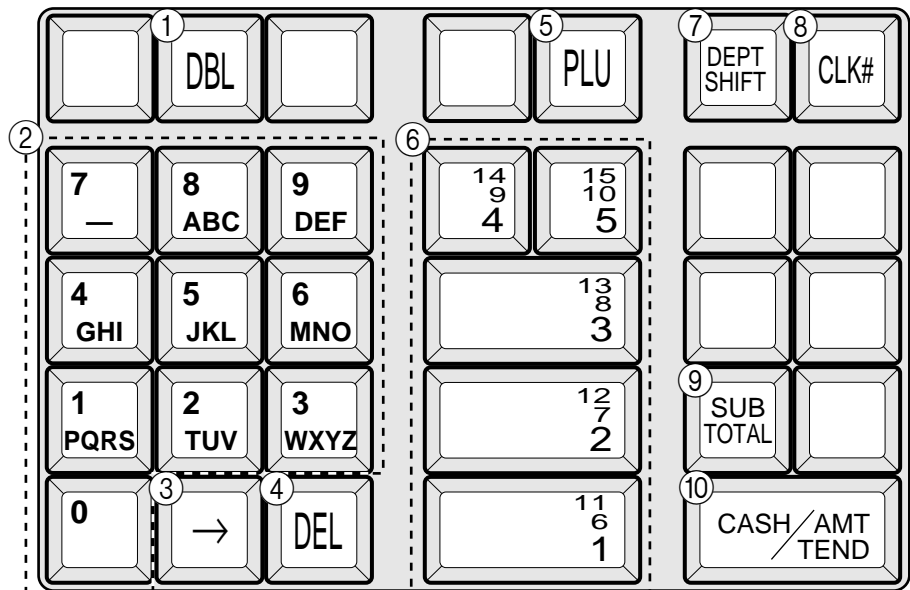 ①
DBL
⑤
PLU
⑦
DEPT
SHIFT
⑧
CLK#
②
7
—
8
ABC
9
DEF
⑥
14
9
4
15
10
5
4
GHI
5
JKL
6
MNO
13
8
3
1
PQRS
2
TUV
3
WXYZ
12
7
2
⑨
SUB
TOTAL
0
③
→
④
DEL
11
6
1
⑩
CASH/AMT
TEND